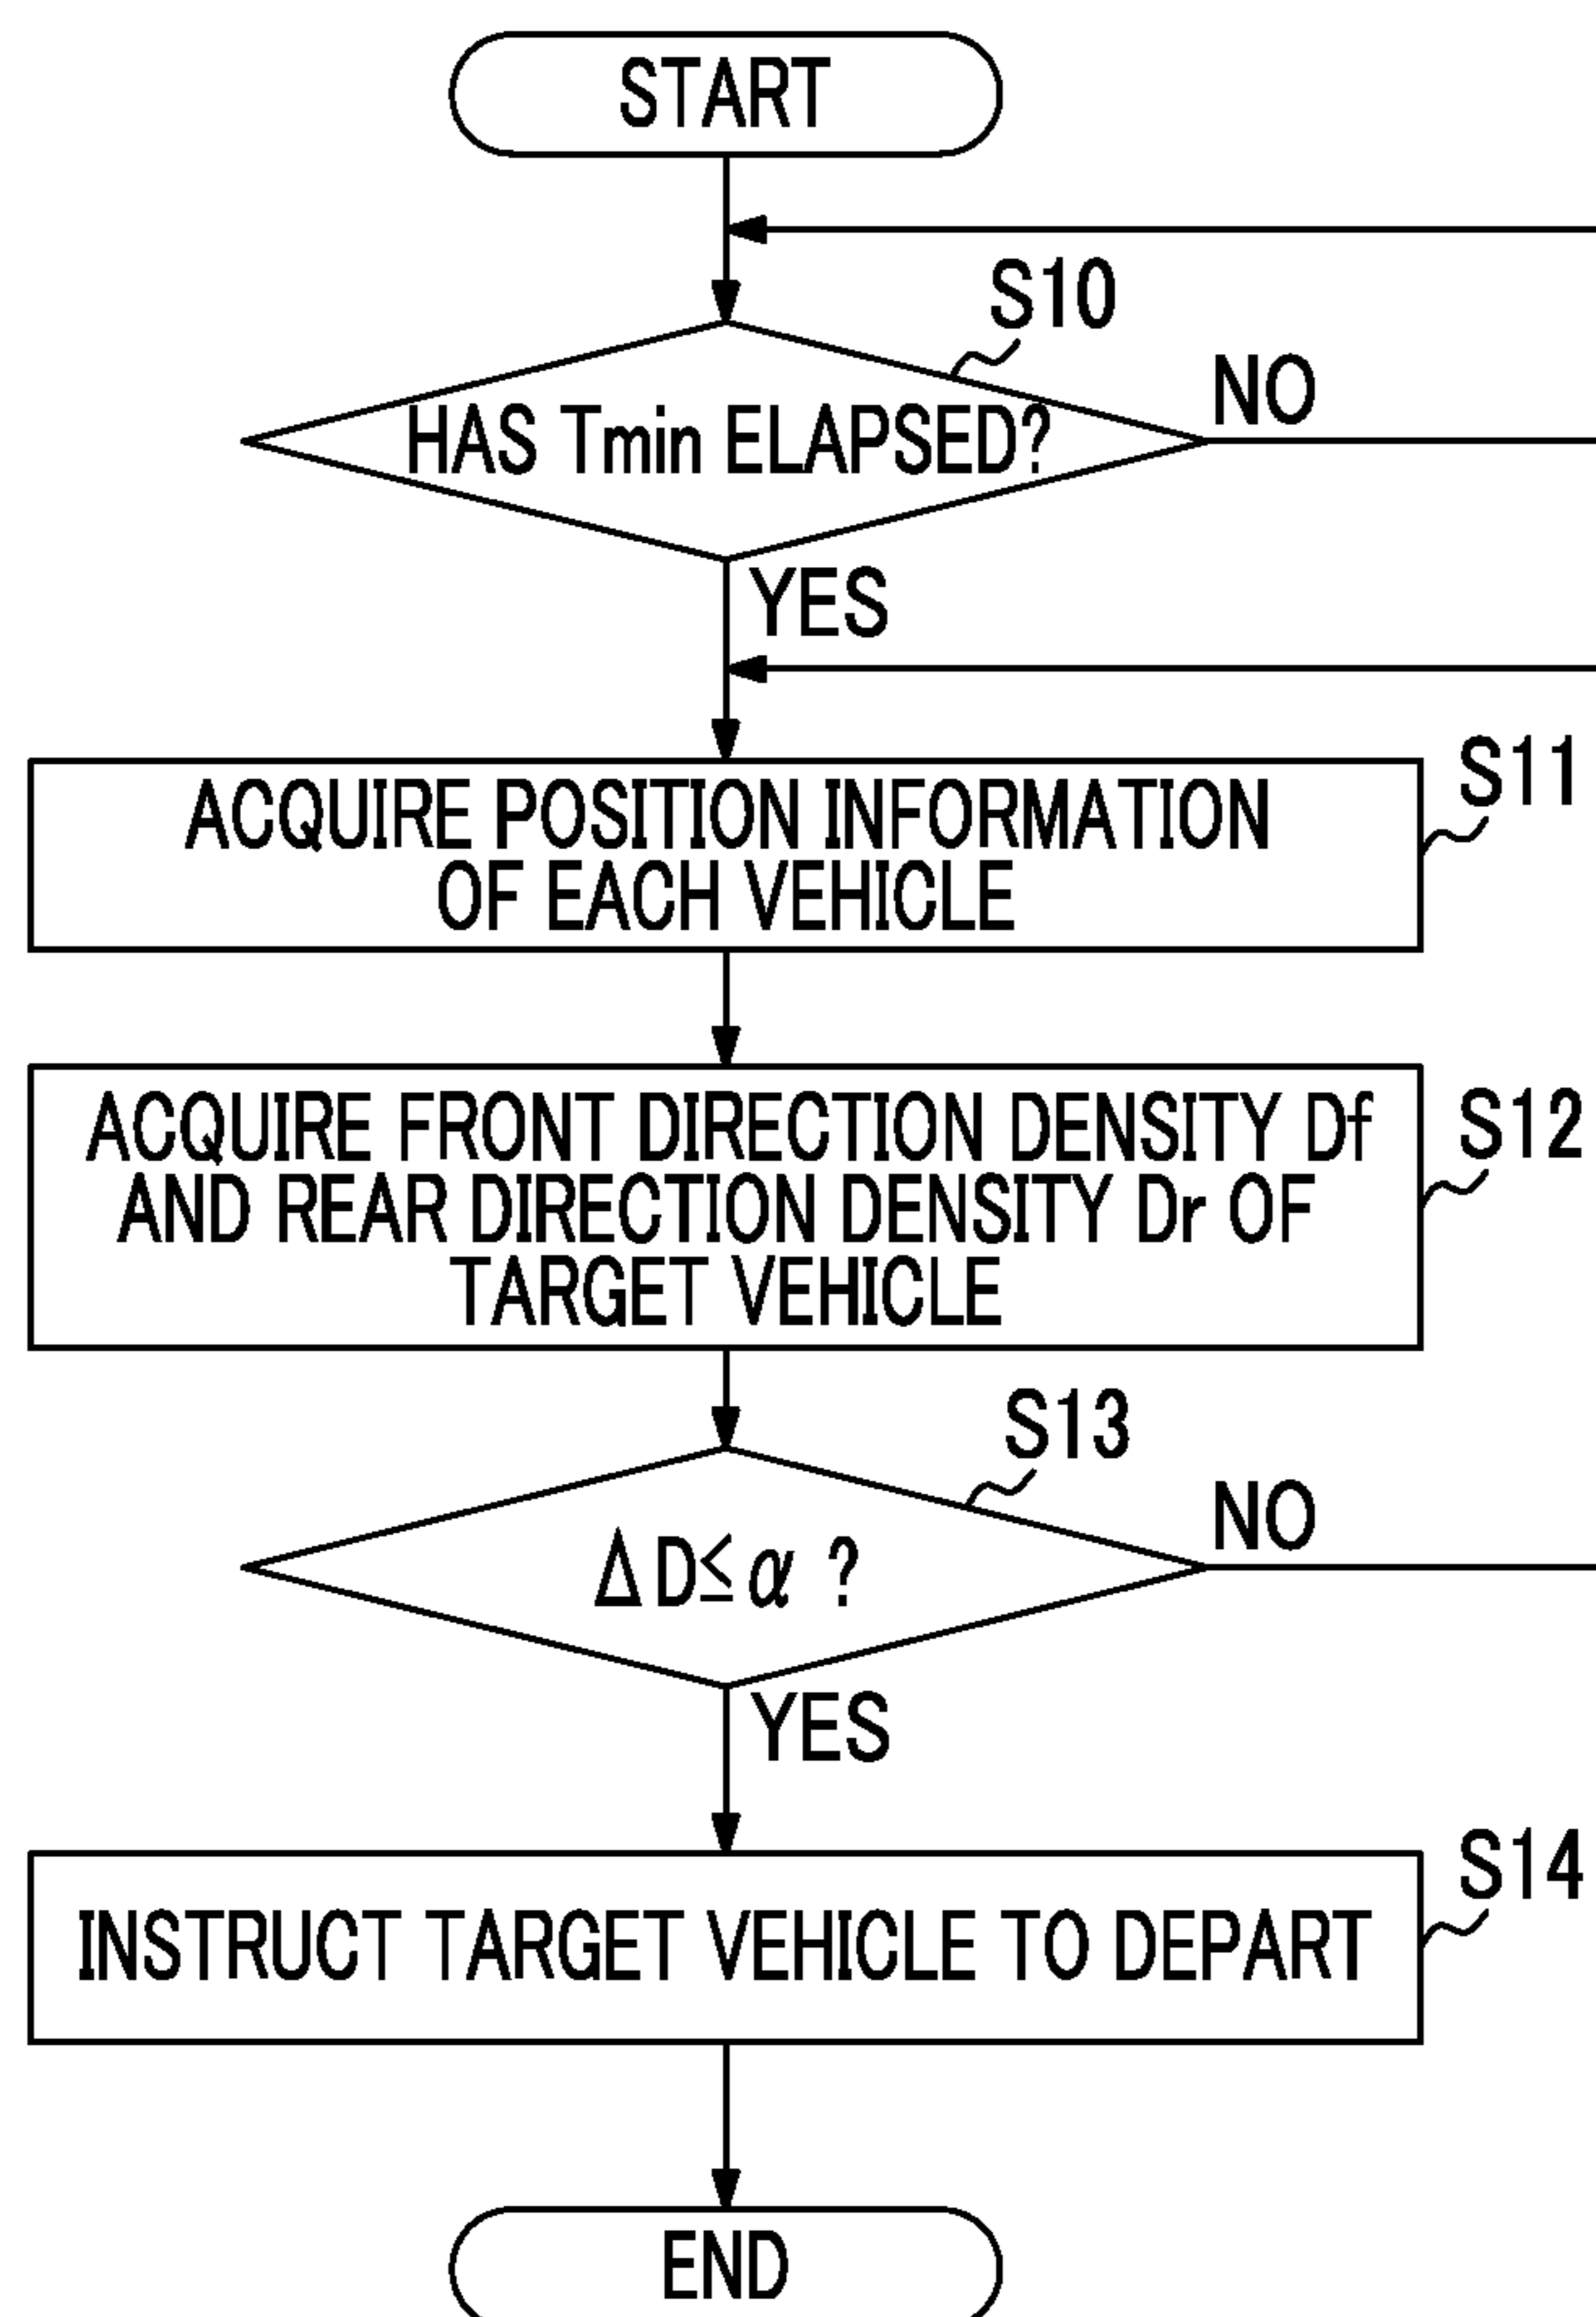 START
S10
HAS Tmin ELAPSED?
NO
YES
S11
ACQUIRE POSITION INFORMATION
OF EACH VEHICLE
S12
ACQUIRE FRONT DIRECTION DENSITY Df
AND REAR DIRECTION DENSITY Dr OF
TARGET VEHICLE
S13
ΔD≤α ?
NO
YES
S14
INSTRUCT TARGET VEHICLE TO DEPART
END